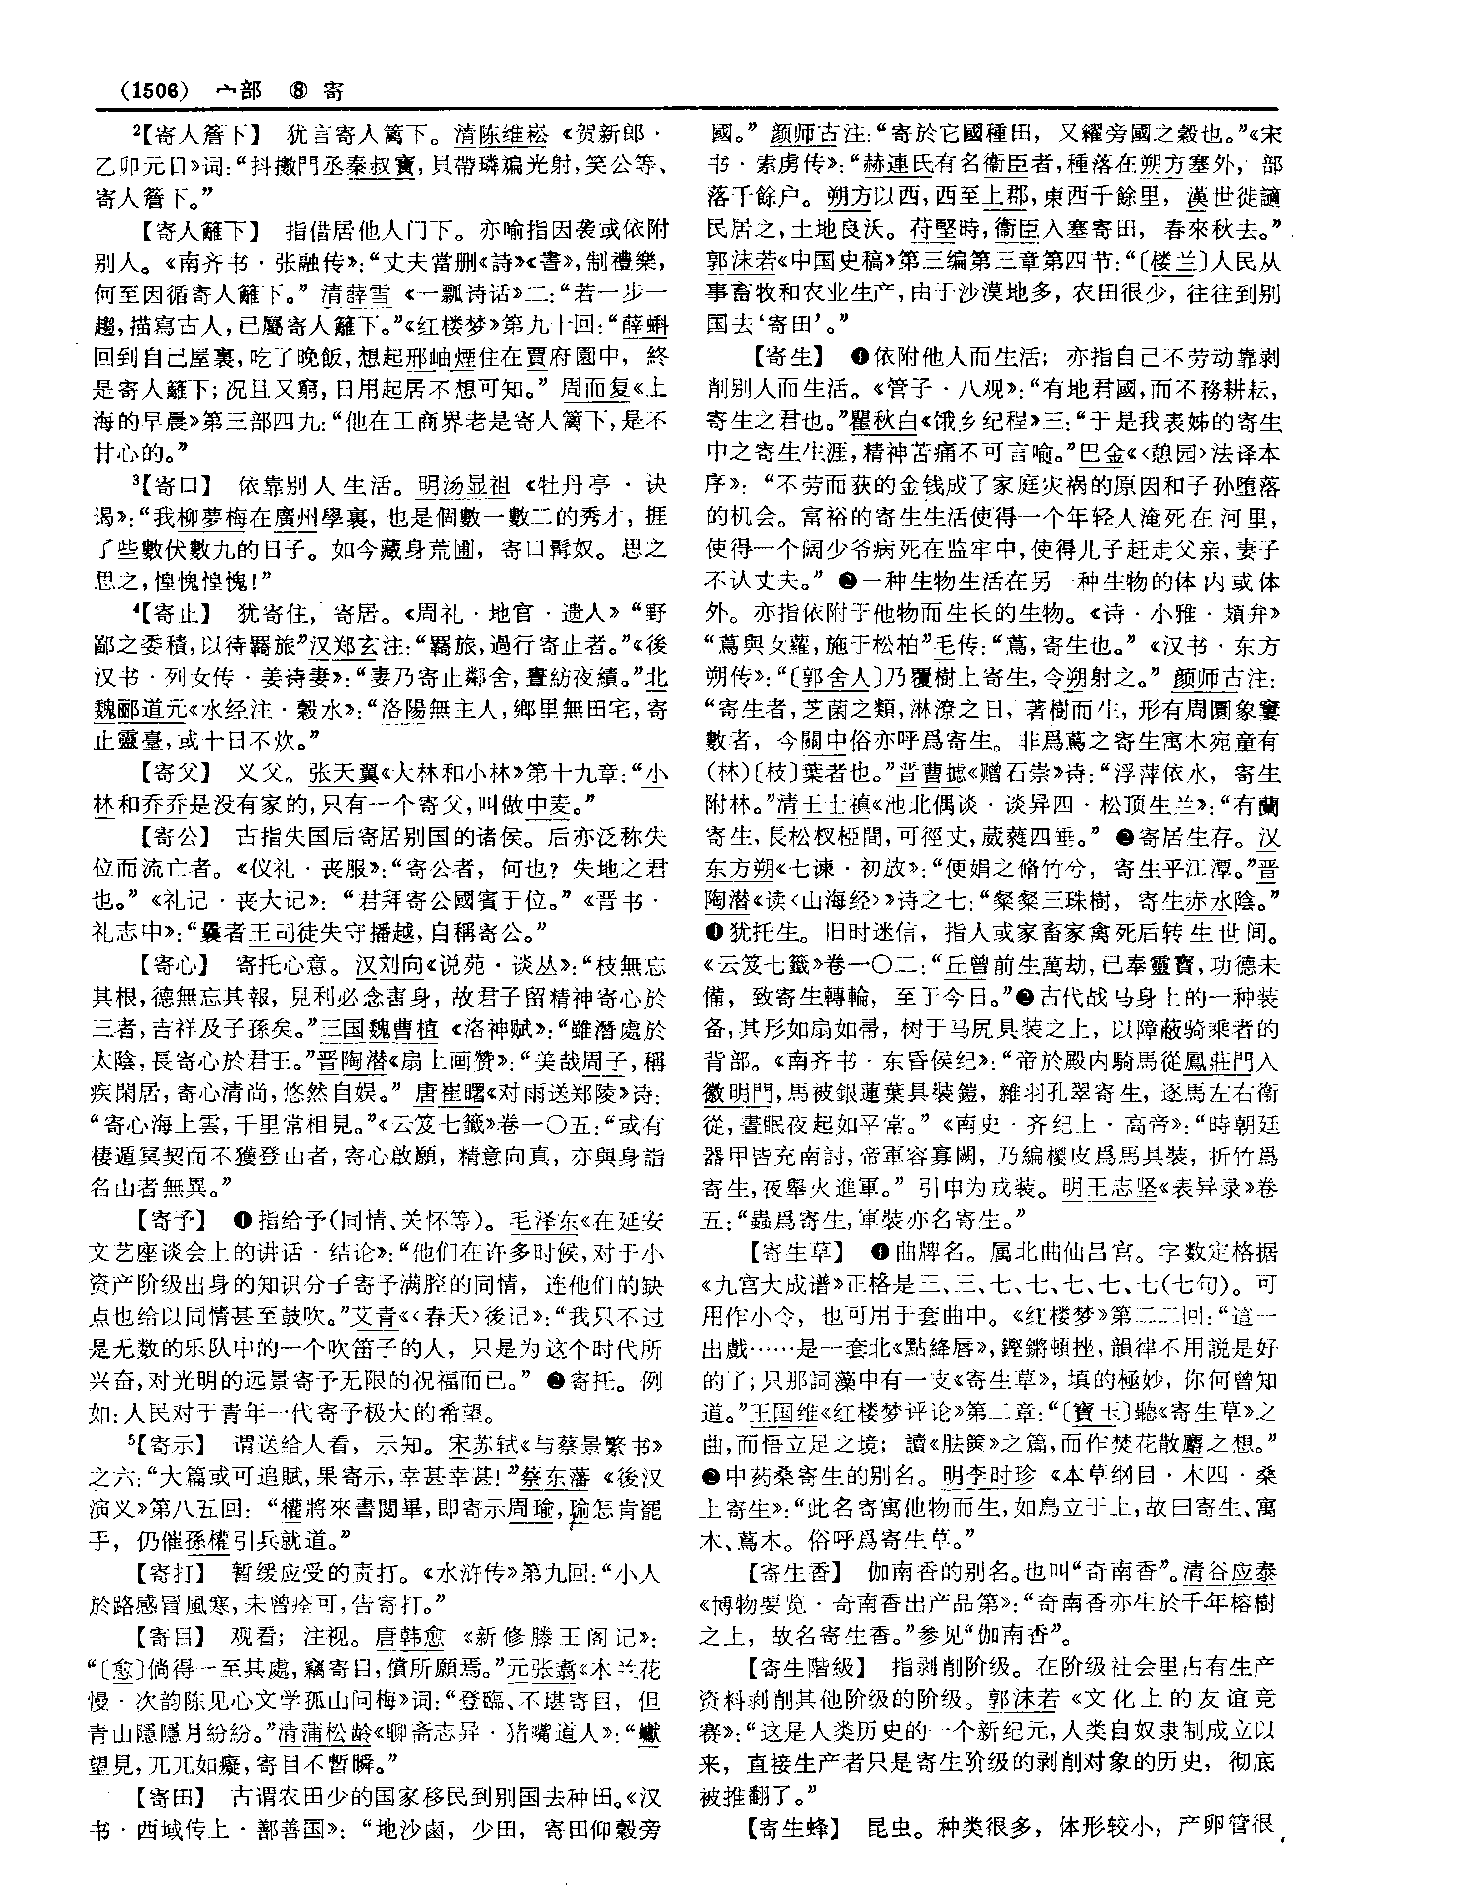 (1506) 宀部 ⑧ 寄
²【寄人簷下】 犹言寄人篱下。清陈维崧《贺新郎·
乙卯元日》词:“抖擞門丞秦叔寶,具帶璘㻞光射,笑公等、
寄人簷下。”
【寄人籬下】 指借居他人门下。亦喻指因袭或依附
别人。《南齐书·张融传》:“丈夫當删《詩》《書》,制禮樂,
何至因循寄人籬下。”清薛雪《一瓢诗话》二:“若一步一
趨,描寫古人,已屬寄人籬下。”《红楼梦》第九十回:“薛蝌
回到自己屋裏,吃了晚飯,想起邢岫煙住在賈府園中,終
是寄人籬下;况且又窮,日用起居不想可知。”周而复《上
海的早晨》第三部四九:“他在工商界老是寄人篱下,是不
甘心的。”
³【寄口】 依靠别人生活。明汤显祖《牡丹亭·诀
谒》:“我柳夢梅在廣州學裏,也是個數一數二的秀才,捱
了些數伏數九的日子。如今藏身荒圃,寄口髯奴。思之
思之,惶愧惶愧!”
⁴【寄止】 犹寄住,寄居。《周礼·地官·遗人》“野
鄙之委積,以待羇旅”汉郑玄注:“羇旅,過行寄止者。”《後
汉书·列女传·姜诗妻》:“妻乃寄止鄰舍,晝紡夜績。”北
魏郦道元《水经注·穀水》:“洛陽無主人,鄉里無田宅,寄
止靈臺,或十日不炊。”
【寄父】 义父。张天翼《大林和小林》第十九章:“小
林和乔乔是没有家的,只有一个寄父,叫做中麦。”
【寄公】 古指失国后寄居别国的诸侯。后亦泛称失
位而流亡者。《仪礼·丧服》:“寄公者,何也?失地之君
也。”《礼记·丧大记》:“君拜寄公國賓于位。”《晋书·
礼志中》:“曩者王司徒失守播越,自稱寄公。”
【寄心】 寄托心意。汉刘向《说苑·谈丛》:“枝無忘
其根,德無忘其報,見利必念害身,故君子留精神寄心於
三者,吉祥及子孫矣。”三国魏曹植《洛神赋》:“雖潛處於
太陰,長寄心於君王。”晋陶潜《扇上画赞》:“美哉周子,稱
疾閑居,寄心清尚,悠然自娱。”唐崔曙《对雨送郑陵》诗:
“寄心海上雲,千里常相見。”《云笈七籤》卷一〇五:“或有
棲遁冥契而不獲登山者,寄心啟願,精意向真,亦與身詣
名山者無異。”
【寄予】 ❶指给予(同情、关怀等)。毛泽东《在延安
文艺座谈会上的讲话·结论》:“他们在许多时候,对于小
资产阶级出身的知识分子寄予满腔的同情,连他们的缺
点也给以同情甚至鼓吹。”艾青《〈春天〉後记》:“我只不过
是无数的乐队中的一个吹笛子的人,只是为这个时代所
兴奋,对光明的远景寄予无限的祝福而已。”❷寄托。例
如:人民对于青年一代寄予极大的希望。
⁵【寄示】 谓送给人看,示知。宋苏轼《与蔡景繁书》
之六:“大篇或可追賦,果寄示,幸甚幸甚!”蔡东藩《後汉
演义》第八五回:“權將來書閲畢,即寄示周瑜,瑜怎肯罷
手,仍催孫權引兵就道。”
【寄打】 暂缓应受的责打。《水浒传》第九回:“小人
於路感冒風寒,未曾痊可,告寄打。”
【寄目】 观看;注视。唐韩愈《新修滕王阁记》:
“〔愈〕倘得一至其處,竊寄目,償所願焉。”元张翥《木兰花
慢·次韵陈见心文学孤山问梅》词:“登臨、不堪寄目,但
青山隱隱月紛紛。”清蒲松龄《聊斋志异·猪嘴道人》:“巘
望見,兀兀如癡,寄目不暫瞬。”
【寄田】 古谓农田少的国家移民到别国去种田。《汉
书·西域传上·鄯善国》:“地沙鹵,少田,寄田仰穀旁
國。”颜师古注:“寄於它國種田,又糴旁國之穀也。”《宋
书·索虏传》:“赫連氏有名衛臣者,種落在朔方塞外,部
落千餘户。朔方以西,西至上郡,東西千餘里,漢世徙謫
民居之,土地良沃。苻堅時,衛臣入塞寄田,春來秋去。”
郭沫若《中国史稿》第三编第三章第四节:“〔楼兰〕人民从
事畜牧和农业生产,由于沙漠地多,农田很少,往往到别
国去‘寄田’。”
【寄生】 ❶依附他人而生活;亦指自己不劳动靠剥
削别人而生活。《管子·八观》:“有地君國,而不務耕耘,
寄生之君也。”瞿秋白《饿乡纪程》三:“于是我表姊的寄生
中之寄生生涯,精神苦痛不可言喻。”巴金《〈憩园〉法译本
序》:“不劳而获的金钱成了家庭灾祸的原因和子孙堕落
的机会。富裕的寄生生活使得一个年轻人淹死在河里,
使得一个阔少爷病死在监牢中,使得儿子赶走父亲,妻子
不认丈夫。”❷一种生物生活在另一种生物的体内或体
外。亦指依附于他物而生长的生物。《诗·小雅·頍弁》
“蔦與女蘿,施于松柏”毛传:“蔦,寄生也。”《汉书·东方
朔传》:“〔郭舍人〕乃覆樹上寄生,令朔射之。”颜师古注:
“寄生者,芝菌之類,淋潦之日,著樹而生,形有周圜象寠
數者,今關中俗亦呼爲寄生。非爲蔦之寄生寓木宛童有
(林)〔枝〕葉者也。”晋曹摅《赠石崇》诗:“浮萍依水,寄生
附林。”清王士禛《池北偶谈·谈异四·松顶生兰》:“有蘭
寄生,長松杈椏間,可徑丈,葳蕤四垂。”❸寄居生存。汉
东方朔《七谏·初放》:“便娟之脩竹兮,寄生乎江潭。”晋
陶潜《读〈山海经〉》诗之七:“粲粲三珠樹,寄生赤水陰。”
❹犹托生。旧时迷信,指人或家畜家禽死后转生世间。
《云笈七籤》卷一〇二:“丘曾前生萬劫,已奉靈寶,功德未
備,致寄生轉輪,至于今日。”❺古代战马身上的一种装
备,其形如扇如帚,树于马尻具装之上,以障蔽骑乘者的
背部。《南齐书·东昏侯纪》:“帝於殿内騎馬從鳳莊門入
徽明門,馬被銀蓮葉具裝鎧,雜羽孔翠寄生,逐馬左右衛
從,晝眠夜起如平常。”《南史·齐纪上·高帝》:“時朝廷
器甲皆充南討,帝軍容寡闕,乃編椶皮爲馬具裝,折竹爲
寄生,夜舉火進軍。”引申为戎装。明王志坚《表异录》卷
五:“蟲爲寄生,軍裝亦名寄生。”
【寄生草】 ❶曲牌名。属北曲仙吕宫。字数定格据
《九宫大成谱》正格是三、三、七、七、七、七、七(七句)。可
用作小令,也可用于套曲中。《红楼梦》第二二回:“這一
出戲……是一套北《點絳唇》,鏗鏘頓挫,韻律不用説是好
的了;只那詞藻中有一支《寄生草》,填的極妙,你何曾知
道。”王国维《红楼梦评论》第二章:“〔寶玉〕聽《寄生草》之
曲,而悟立足之境;讀《胠篋》之篇,而作焚花散麝之想。”
❷中药桑寄生的别名。明李时珍《本草纲目·木四·桑
上寄生》:“此名寄寓他物而生,如鳥立于上,故曰寄生、寓
木、蔦木。俗呼爲寄生草。”
【寄生香】 伽南香的别名。也叫“奇南香”。清谷应泰
《博物要览·奇南香出产品第》:“奇南香亦生於千年榕樹
之上,故名寄生香。”参见“伽南香”。
【寄生階級】 指剥削阶级。在阶级社会里占有生产
资料剥削其他阶级的阶级。郭沫若《文化上的友谊竞
赛》:“这是人类历史的一个新纪元,人类自奴隶制成立以
来,直接生产者只是寄生阶级的剥削对象的历史,彻底
被推翻了。”
【寄生蜂】 昆虫。种类很多,体形较小,产卵管很